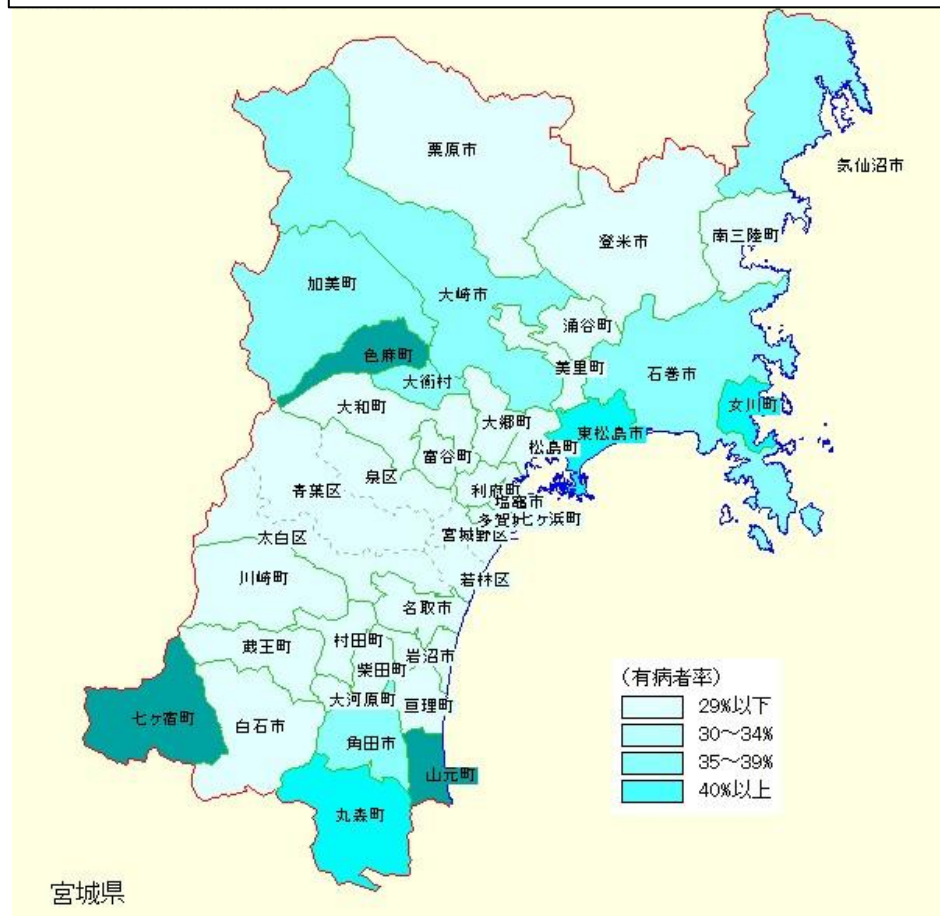 栗原市
気仙沼市
登米市
南三陸町
加美町
大崎市
涌谷町
色麻町
美里町
石巻市
大衡村
大和町
大郷町
女川町
東松島市
松島町
富谷町
泉区
青葉区
利府町
塩竈市
七ヶ浜町
宮城野区
太白区
川崎町
若林区
名取市
村田町
蔵王町
岩沼市
柴田町
大河原町
亘理町
七ヶ宿町
白石市
角田市
山元町
丸森町
(有病者率)
29%以下
30〜34%
35〜39%
40%以上
宮城県